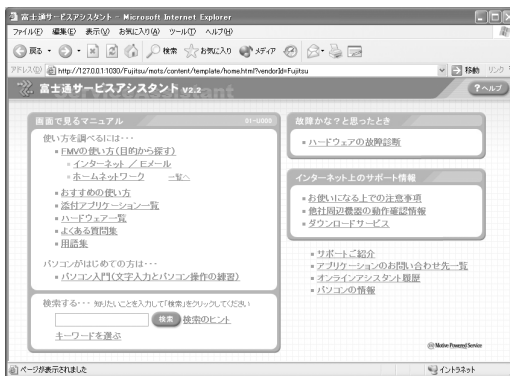 富士通サービスアシスタント - Microsoft Internet Explorer
ファイル(F) 編集(E) 表示(V) お気に入り(A) ツール(T) ヘルプ(H)
戻る 検索 お気に入り メディア
アドレス(D) http://127.0.0.1:1030/Fujitsu/mots/content/template/home.html?vendorId=Fujitsu 移動 リンク
富士通サービスアシスタント V2.3 ?ヘルプ
画面で見るマニュアル 01-U000
使い方を調べるには・・・
FMVの使い方(目的から探す)
インターネット / Eメール
ホームネットワーク 一覧へ
おすすめの使い方
添付アプリケーション一覧
ハードウェア一覧
よくある質問集
用語集
パソコンがはじめての方は・・・
パソコン入門(文字入力とパソコン操作の練習)
検索する・・・ 知りたいことを入力して「検索」をクリックしてください
検索 検索のヒント
キーワードを選ぶ
故障かな?と思ったとき
ハードウェアの故障診断
インターネット上のサポート情報
お使いになる上での注意事項
他社周辺機器の動作確認情報
ダウンロードサービス
サポートご紹介
アプリケーションのお問い合わせ先一覧
オンラインアシスタント履歴
パソコンの情報
Motive Powered Service
ページが表示されました イントラネット